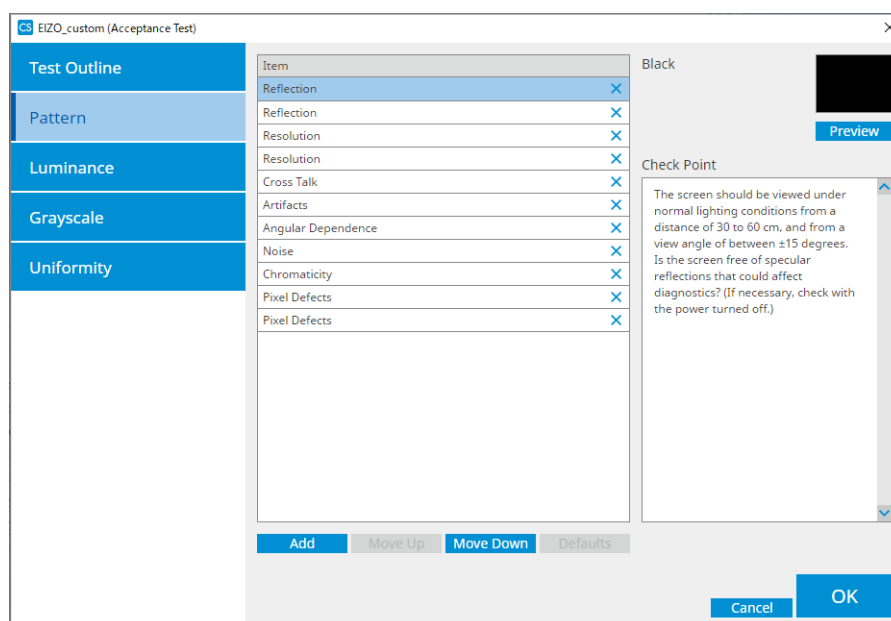 CS EIZO_custom (Acceptance Test)
Test Outline
Pattern
Luminance
Grayscale
Uniformity
Item
Reflection
Reflection
Resolution
Resolution
Cross Talk
Artifacts
Angular Dependence
Noise
Chromaticity
Pixel Defects
Pixel Defects
Add
Move Up
Move Down
Defaults
Black
Preview
Check Point
The screen should be viewed under
normal lighting conditions from a
distance of 30 to 60 cm, and from a
view angle of between ±15 degrees.
Is the screen free of specular
reflections that could affect
diagnostics? (If necessary, check with
the power turned off.)
Cancel
OK